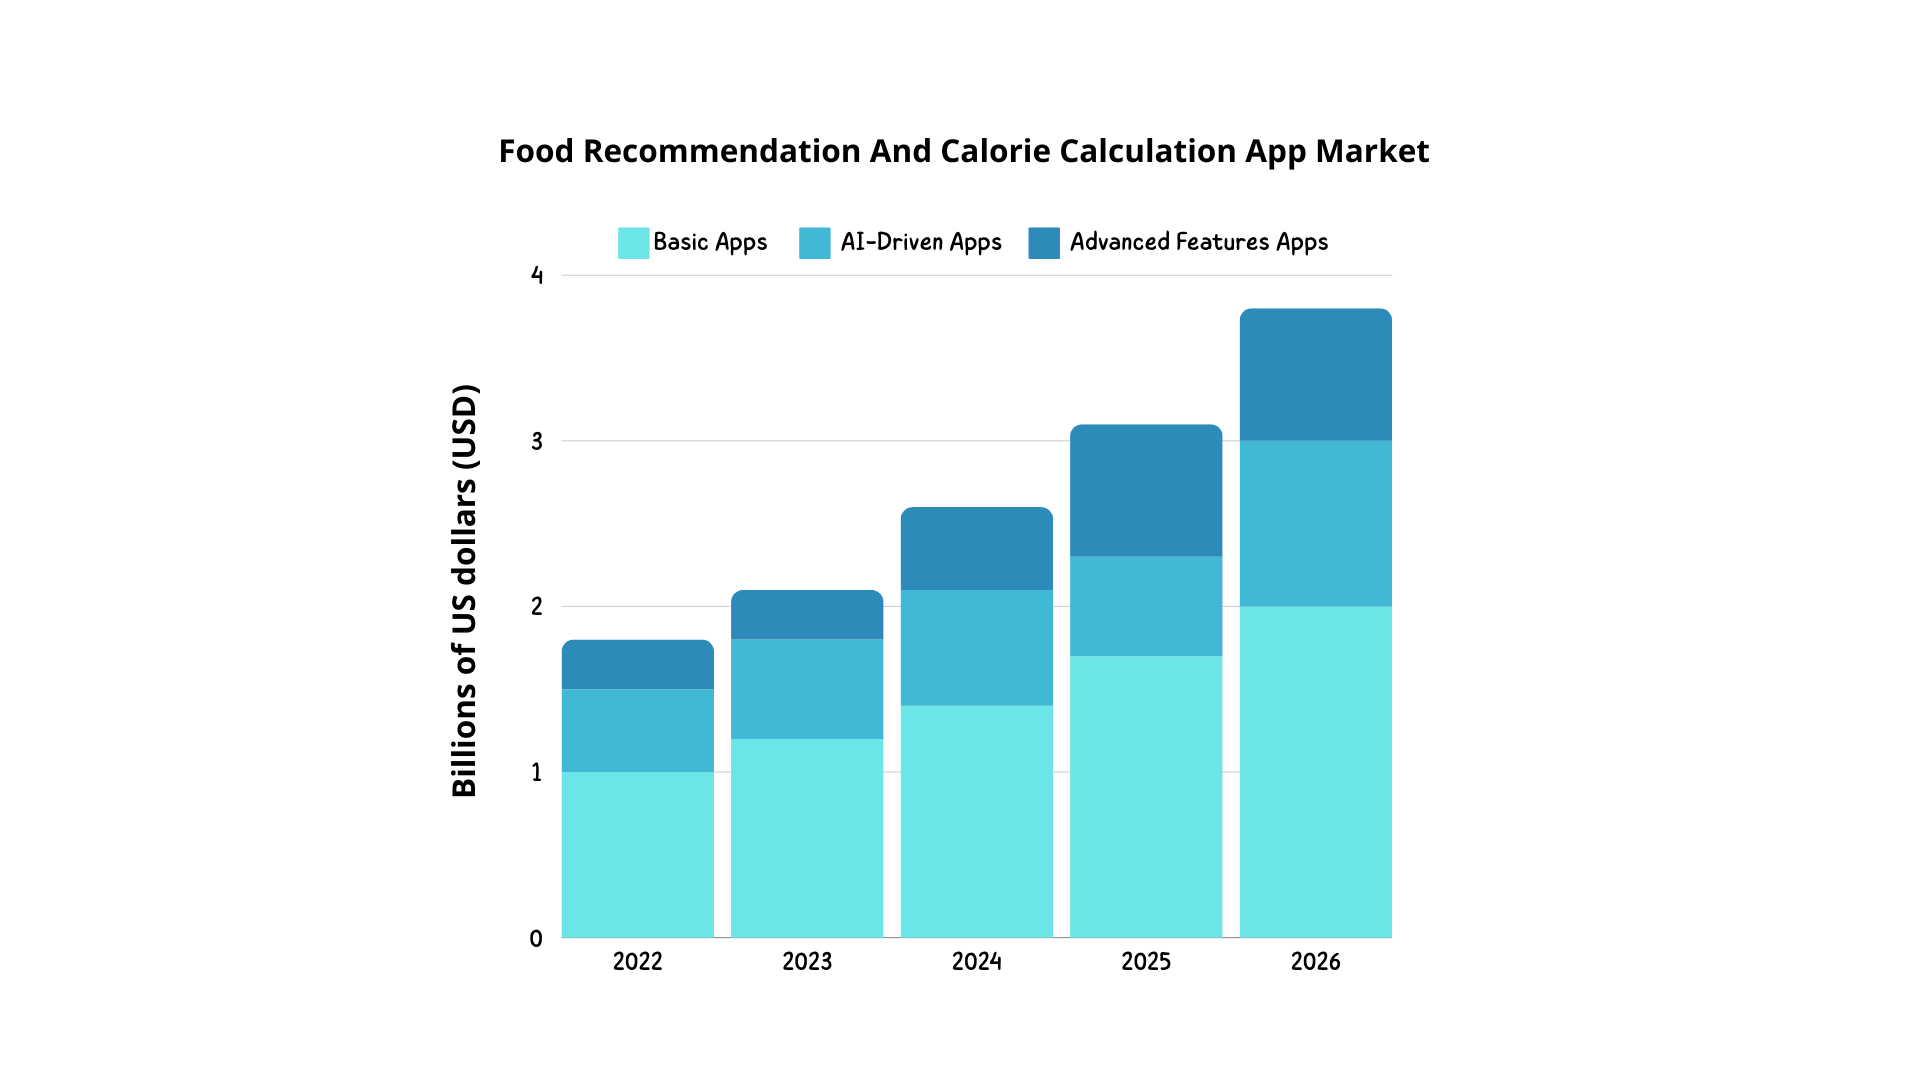 Food Recommendation And Calorie Calculation App Market
Basic Apps AI-Driven Apps Advanced Features Apps
Billions of US dollars (USD)
4
3
2
1
0
2022 2023 2024 2025 2026